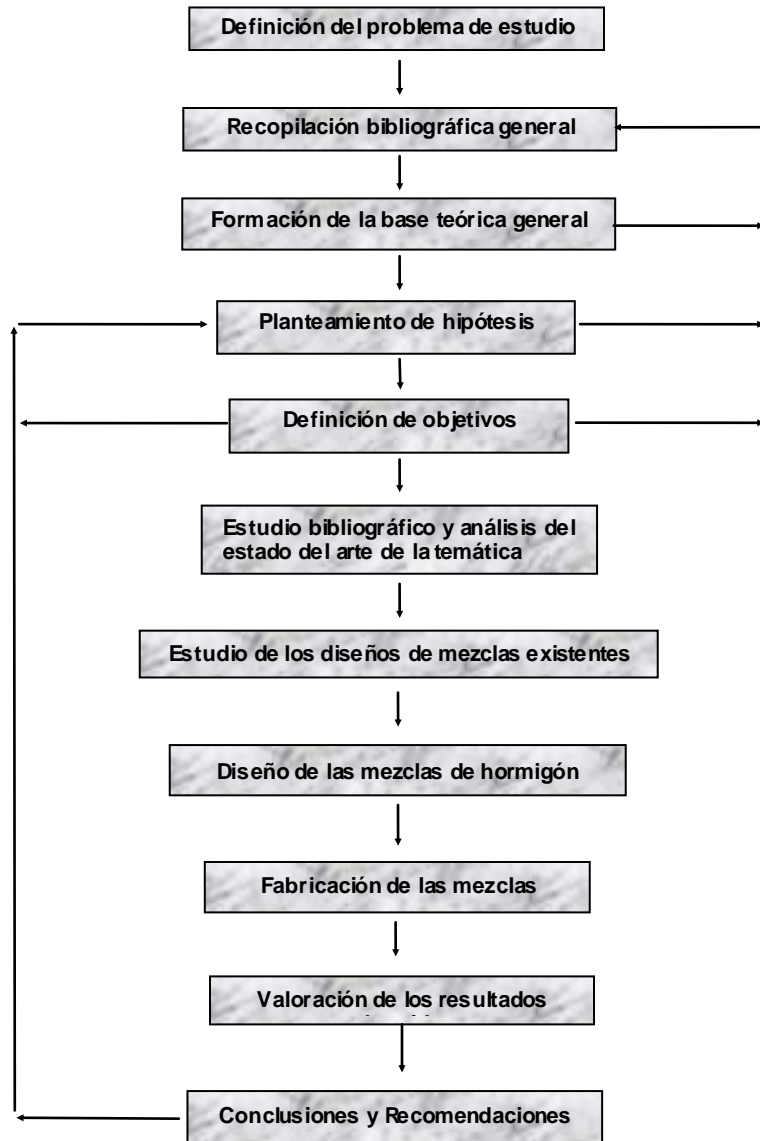 Definición del problema de estudio
Recopilación bibliográfica general
Formación de la base teórica general
Planteamiento de hipótesis
Definición de objetivos
Estudio bibliográfico y análisis del
estado del arte de la temática
Estudio de los diseños de mezclas existentes
Diseño de las mezclas de hormigón
Fabricación de las mezclas
Valoración de los resultados
Conclusiones y Recomendaciones